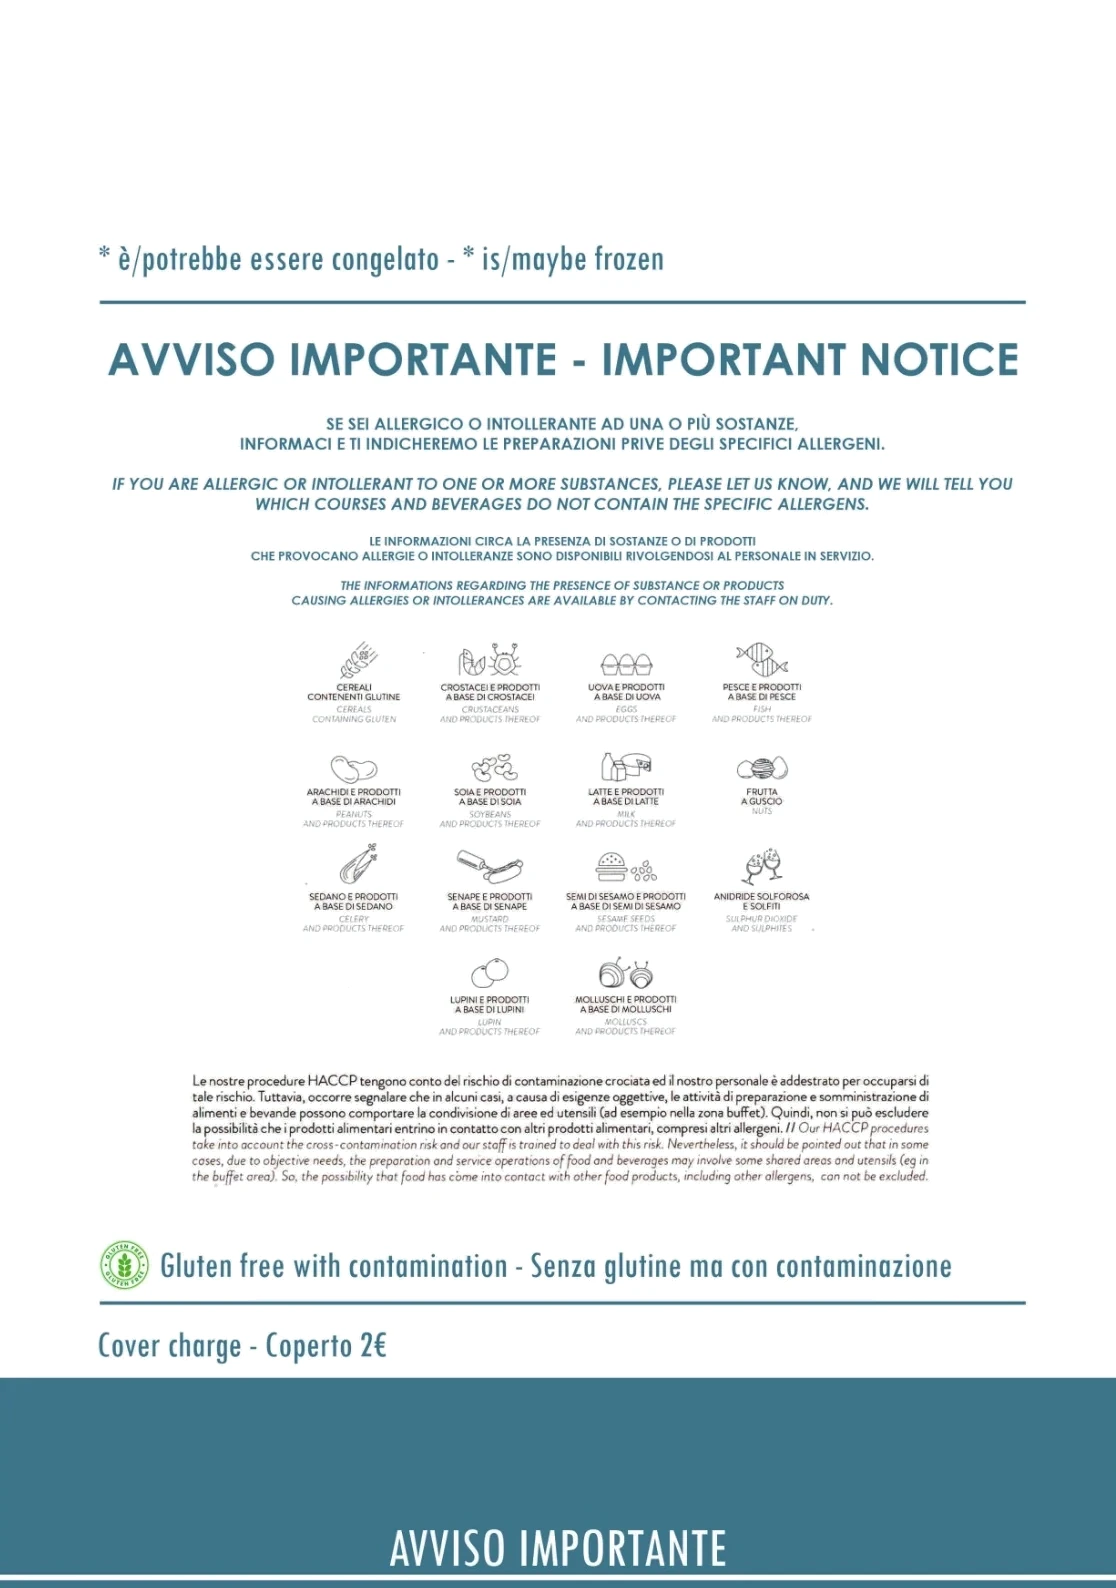 * è/potrebbe essere congelato - * is/maybe frozen
AVVISO IMPORTANTE - IMPORTANT NOTICE
SE SEI ALLERGICO O INTOLLERANTE AD UNA O PIÙ SOSTANZE,
INFORMACI E TI INDICHEREMO LE PREPARAZIONI PRIVE DEGLI SPECIFICI ALLERGENI.
IF YOU ARE ALLERGIC OR INTOLLERANT TO ONE OR MORE SUBSTANCES, PLEASE LET US KNOW, AND WE WILL TELL YOU
WHICH COURSES AND BEVERAGES DO NOT CONTAIN THE SPECIFIC ALLERGENS.
LE INFORMAZIONI CIRCA LA PRESENZA DI SOSTANZE O DI PRODOTTI
CHE PROVOCANO ALLERGIE O INTOLLERANZE SONO DISPONIBILI RIVOLGENDOSI AL PERSONALE IN SERVIZIO.
THE INFORMATIONS REGARDING THE PRESENCE OF SUBSTANCE OR PRODUCTS
CAUSING ALLERGIES OR INTOLLERANCES ARE AVAILABLE BY CONTACTING THE STAFF ON DUTY.
CEREALI
CONTENENTI GLUTINE
CEREALS
CONTAINING GLUTEN
CROSTACEI E PRODOTTI
A BASE DI CROSTACEI
CRUSTACEANS
AND PRODUCTS THEREOF
UOVA E PRODOTTI
A BASE DI UOVA
EGGS
AND PRODUCTS THEREOF
PESCE E PRODOTTI
A BASE DI PESCE
FISH
AND PRODUCTS THEREOF
ARACHIDI E PRODOTTI
A BASE DI ARACHIDI
PEANUTS
AND PRODUCTS THEREOF
SOIA E PRODOTTI
A BASE DI SOIA
SOYBEANS
AND PRODUCTS THEREOF
LATTE E PRODOTTI
A BASE DI LATTE
MILK
AND PRODUCTS THEREOF
FRUTTA
A GUSCIO
NUTS
SEDANO E PRODOTTI
A BASE DI SEDANO
CELERY
AND PRODUCTS THEREOF
SENAPE E PRODOTTI
A BASE DI SENAPE
MUSTARD
AND PRODUCTS THEREOF
SEMI DI SESAMO E PRODOTTI
A BASE DI SEMI DI SESAMO
SESAME SEEDS
AND PRODUCTS THEREOF
ANIDRIDE SOLFOROSA
E SOLFITI
SULPHUR DIOXIDE
AND SULPHITES
LUPINI E PRODOTTI
A BASE DI LUPINI
LUPIN
AND PRODUCTS THEREOF
MOLLUSCHI E PRODOTTI
A BASE DI MOLLUSCHI
MOLLUSCS
AND PRODUCTS THEREOF
Le nostre procedure HACCP tengono conto del rischio di contaminazione crociata ed il nostro personale è addestrato per occuparsi di
tale rischio. Tuttavia, occorre segnalare che in alcuni casi, a causa di esigenze oggettive, le attività di preparazione e somministrazione di
alimenti e bevande possono comportare la condivisione di aree ed utensili (ad esempio nella zona buffet). Quindi, non si può escludere
la possibilità che i prodotti alimentari entrino in contatto con altri prodotti alimentari, compresi altri allergeni. // Our HACCP procedures
take into account the cross-contamination risk and our staff is trained to deal with this risk. Nevertheless, it should be pointed out that in some
cases, due to objective needs, the preparation and service operations of food and beverages may involve some shared areas and utensils (eg in
the buffet area). So, the possibility that food has come into contact with other food products, including other allergens, can not be excluded.
GLUTEN FREE
GLUTEN FREE
Gluten free with contamination - Senza glutine ma con contaminazione
Cover charge - Coperto 2€
AVVISO IMPORTANTE